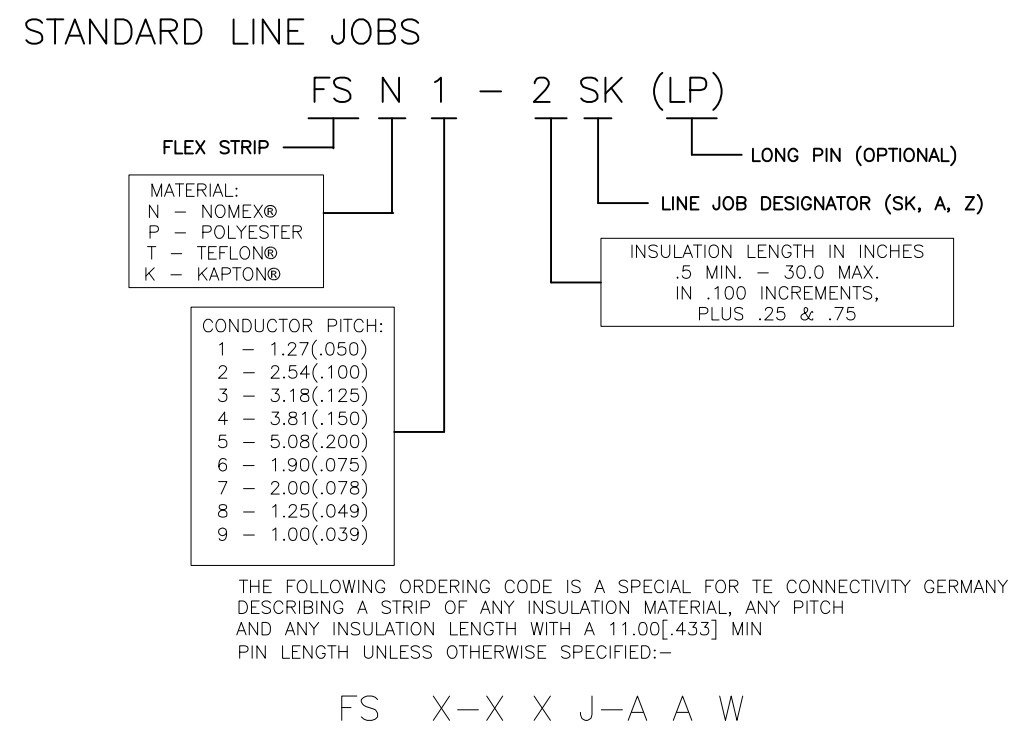 STANDARD LINE JOBS
FS N 1 - 2 SK (LP)
FLEX STRIP
LONG PIN (OPTIONAL)
MATERIAL:
N - NOMEX®
P - POLYESTER
T - TEFLON®
K - KAPTON®
LINE JOB DESIGNATOR (SK, A, Z)
INSULATION LENGTH IN INCHES
.5 MIN. - 30.0 MAX.
IN .100 INCREMENTS,
PLUS .25 & .75
CONDUCTOR PITCH:
1 - 1.27(.050)
2 - 2.54(.100)
3 - 3.18(.125)
4 - 3.81(.150)
5 - 5.08(.200)
6 - 1.90(.075)
7 - 2.00(.078)
8 - 1.25(.049)
9 - 1.00(.039)
THE FOLLOWING ORDERING CODE IS A SPECIAL FOR TE CONNECTIVITY GERMANY
DESCRIBING A STRIP OF ANY INSULATION MATERIAL, ANY PITCH
AND ANY INSULATION LENGTH WITH A 11.00[.433] MIN
PIN LENGTH UNLESS OTHERWISE SPECIFIED:-
FS X-X X J-A A W